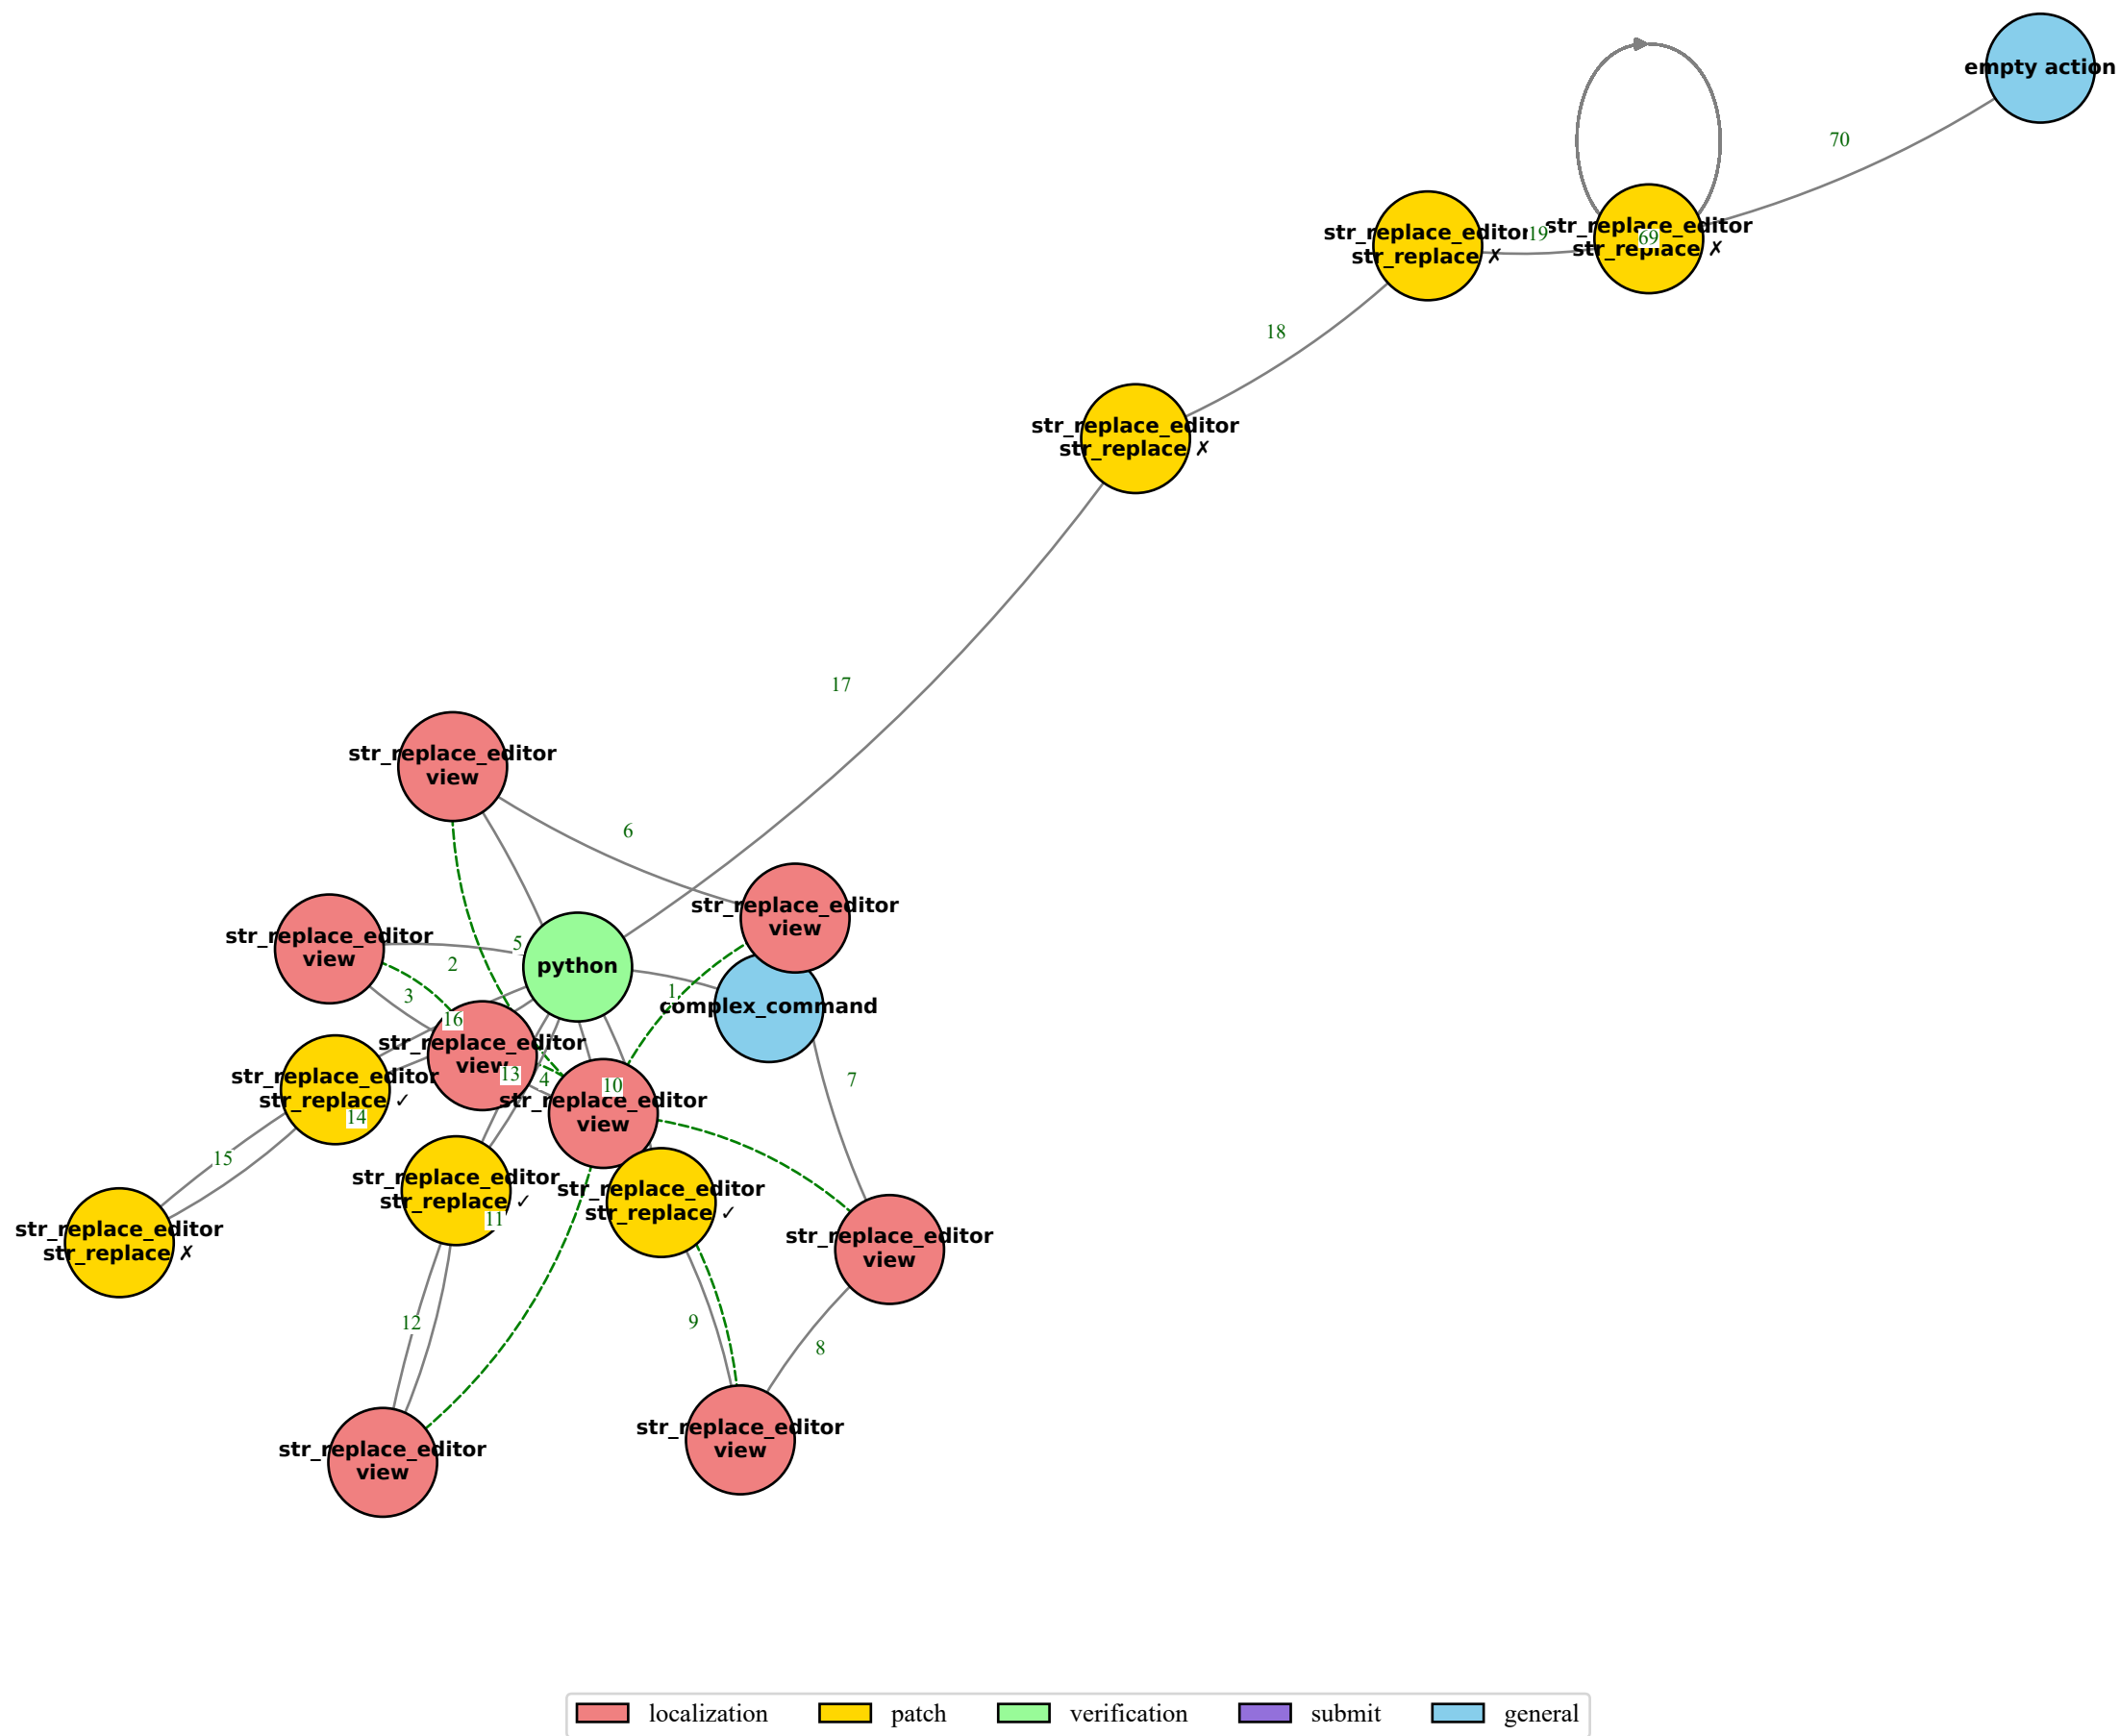 empty action
70
str_replace_editor
str_replace ✗
19
str_replace_editor
str_replace ✗
69
18
str_replace_editor
str_replace ✗
17
str_replace_editor
view
6
str_replace_editor
view
str_replace_editor
view
5
2
python
3
1
complex_command
16
str_replace_editor
view
13
4
10
str_replace_editor
view
7
str_replace_editor
str_replace ✓
14
15
str_replace_editor
str_replace ✓
11
str_replace_editor
str_replace ✓
str_replace_editor
str_replace ✗
str_replace_editor
view
12
9
8
str_replace_editor
view
str_replace_editor
view
localization
patch
verification
submit
general